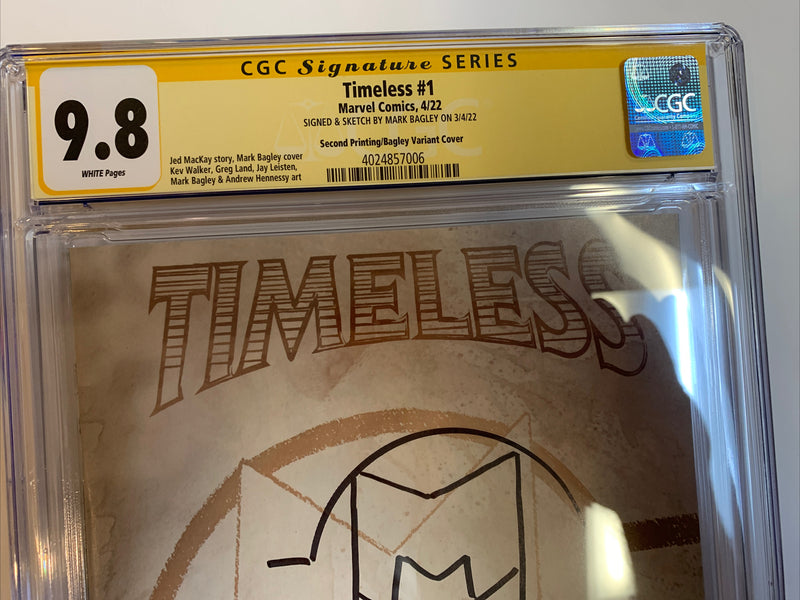 CGC Signature SERIES
9.8
WHITE Pages
Timeless #1
Marvel Comics, 4/22
SIGNED & SKETCH BY MARK BAGLEY ON 3/4/22
Second Printing/Bagley Variant Cover
4024857006
Jed MacKay story, Mark Bagley cover
Kev Walker, Greg Land, Jay Leisten,
Mark Bagley & Andrew Hennessy art
CGC
TIMELESS